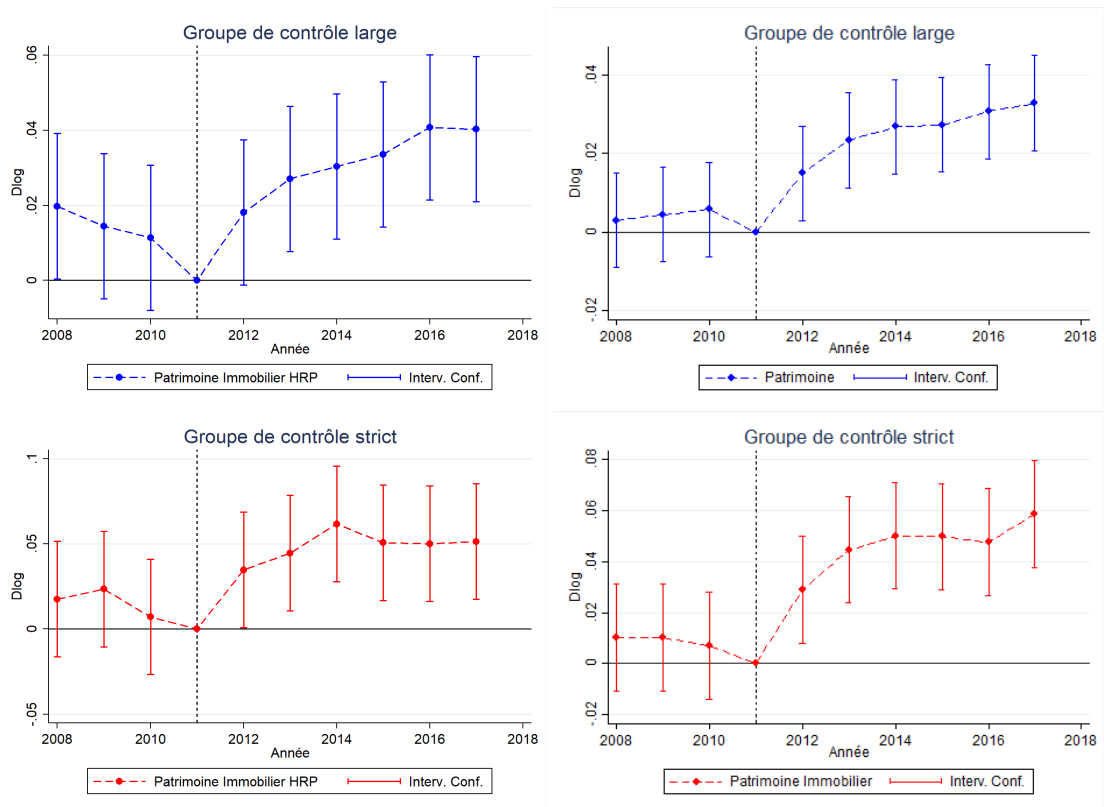 Groupe de contrôle large
.06
.04
.02
0
Dlog
2008 2010 2012 2014 2016 2018
Année
Patrimoine Immobilier HRP Interv. Conf.
Groupe de contrôle large
.04
.02
0
-.02
Dlog
2008 2010 2012 2014 2016 2018
Année
Patrimoine Interv. Conf.
Groupe de contrôle strict
.1
.05
0
-.05
Dlog
2008 2010 2012 2014 2016 2018
Année
Patrimoine Immobilier HRP Interv. Conf.
Groupe de contrôle strict
.08
.06
.04
.02
0
-.02
Dlog
2008 2010 2012 2014 2016 2018
Année
Patrimoine Immobilier Interv. Conf.